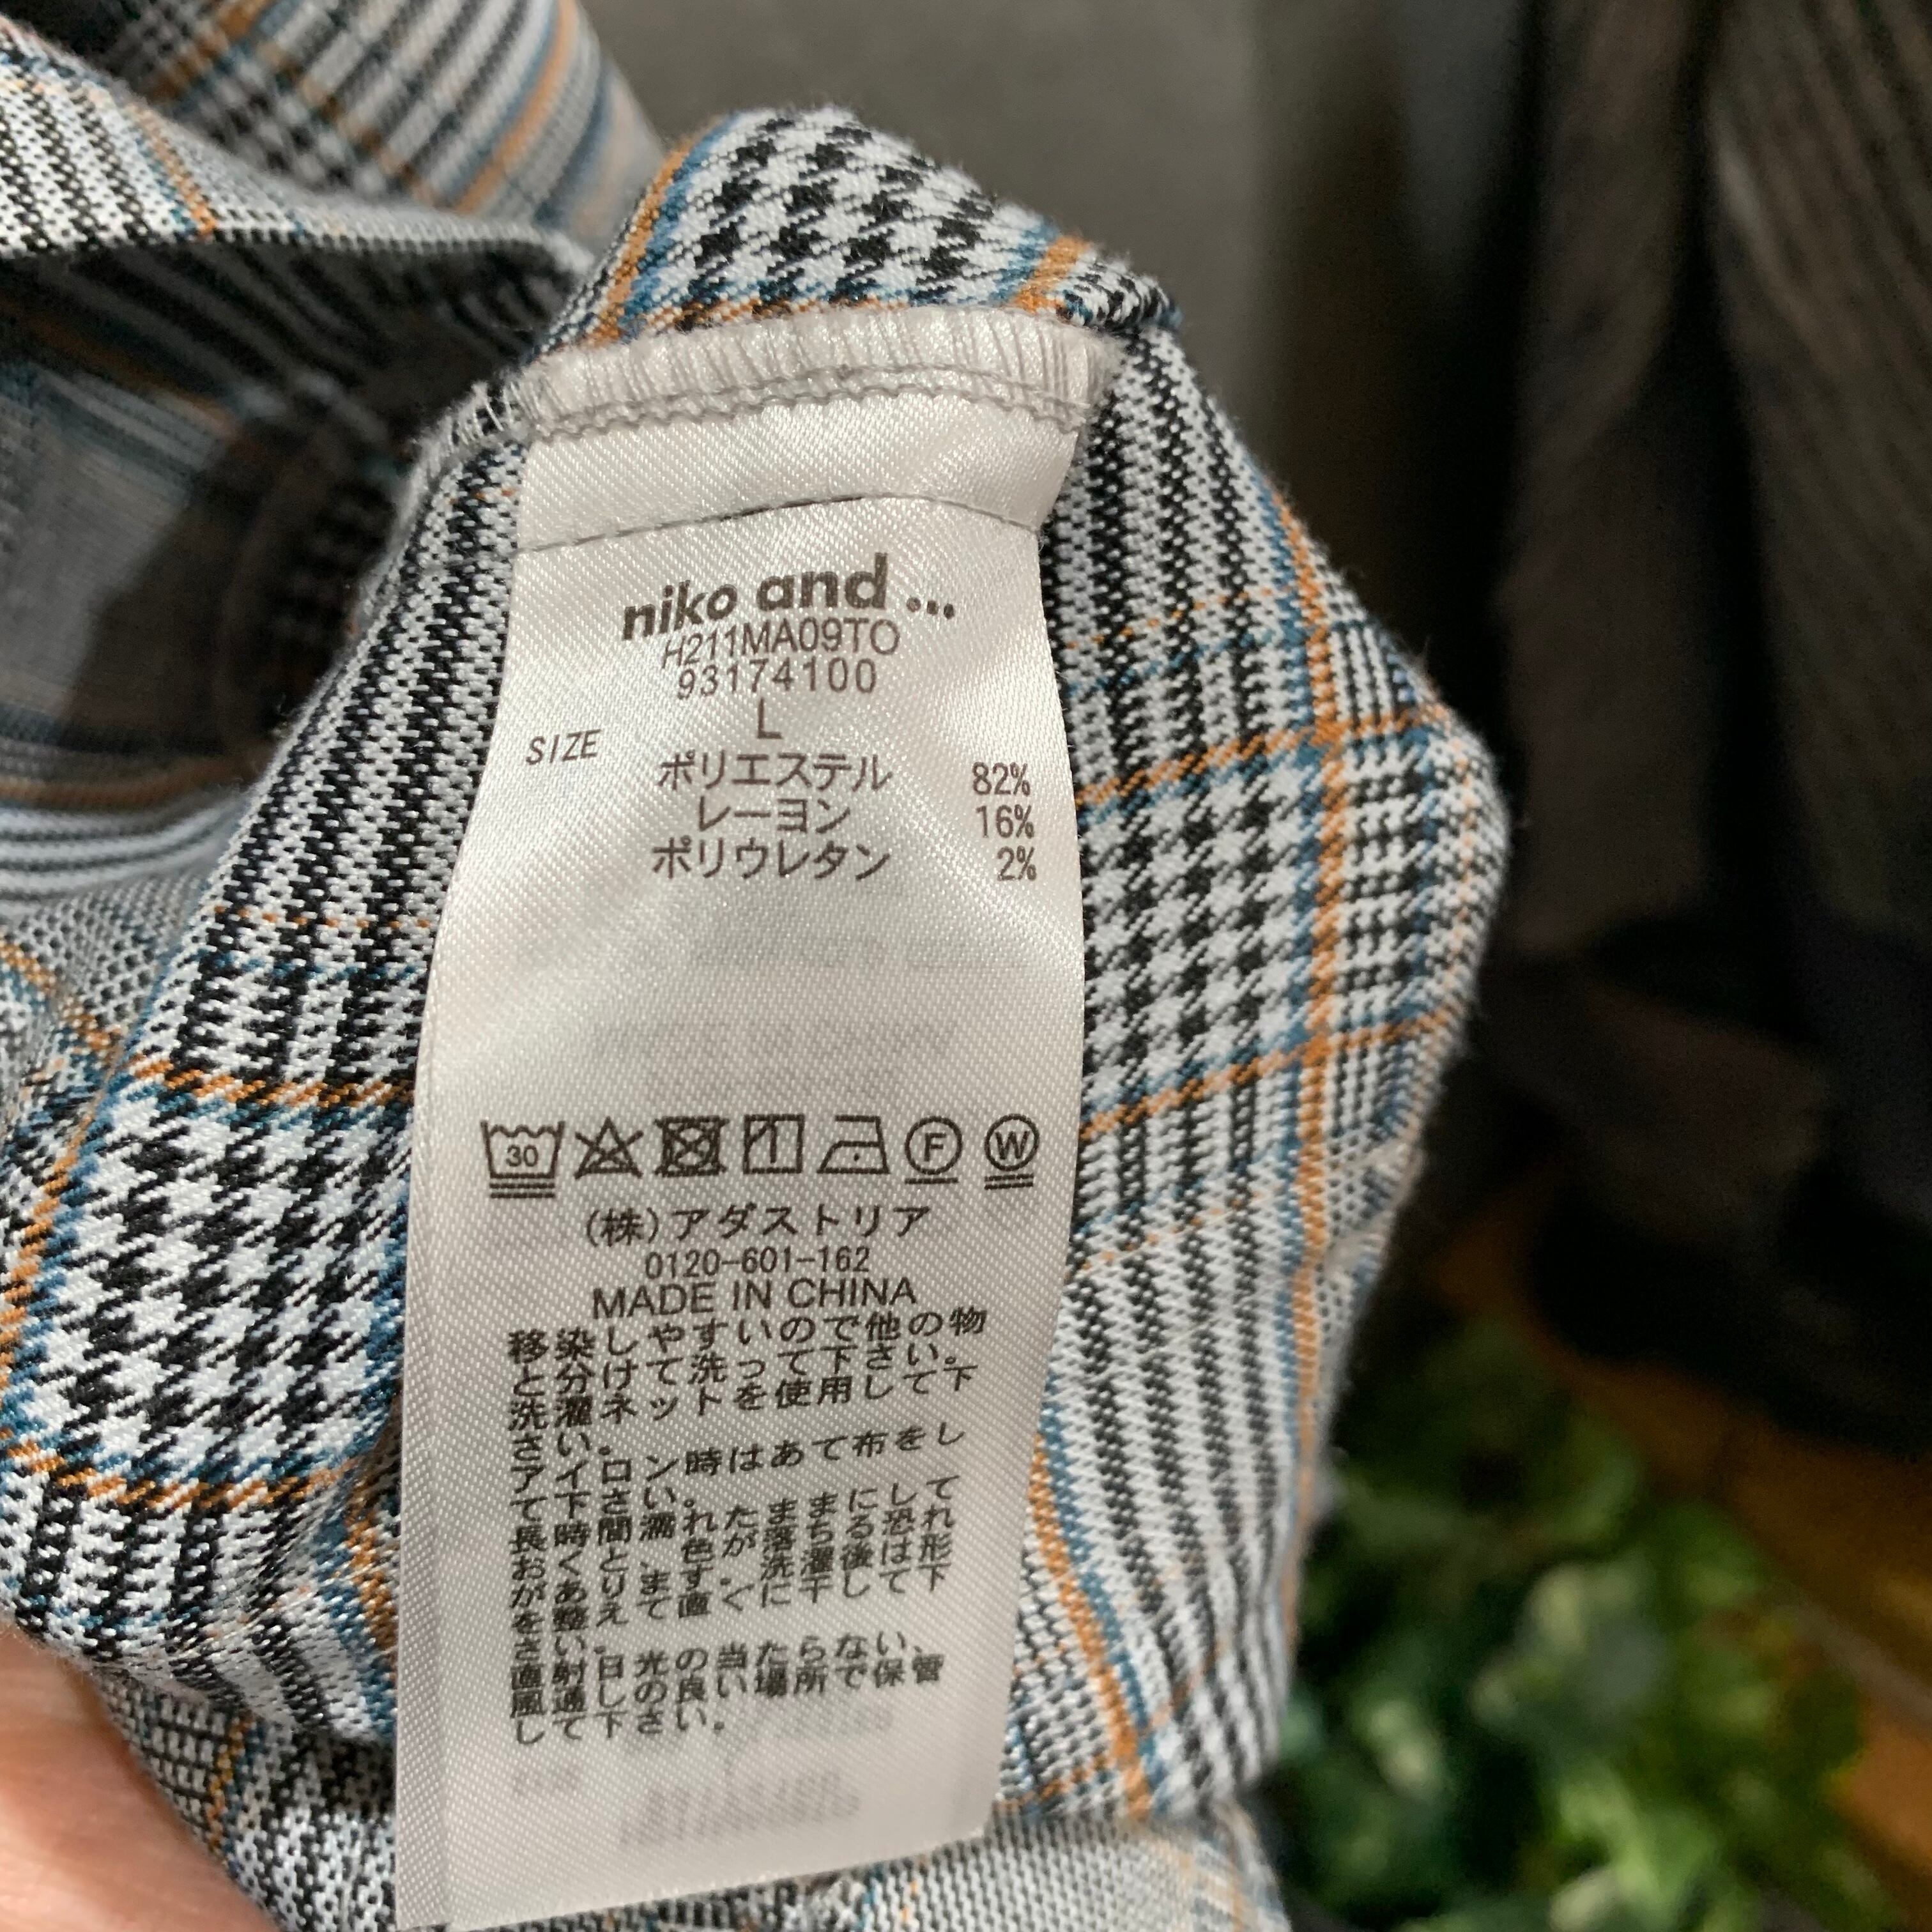 niko and ...
H211MA09TO
93174100
SIZE L
ポリエステル 82%
レーヨン 16%
ポリウレタン 2%
30
F W
(株)アダストリア
0120-601-162
MADE IN CHINA
移染しやすいので他の物
と分けて洗って下さい。
洗濯ネットを使用して下
さい。
アイロン時はあて布をし
て下さい。
長時間濡れたままにして
おくと、色が落ちる恐れ
があります。洗濯後は形
を整えて直ぐに干して下
さい。
直射日光の当たらない、
風通しの良い場所で保管
して下さい。